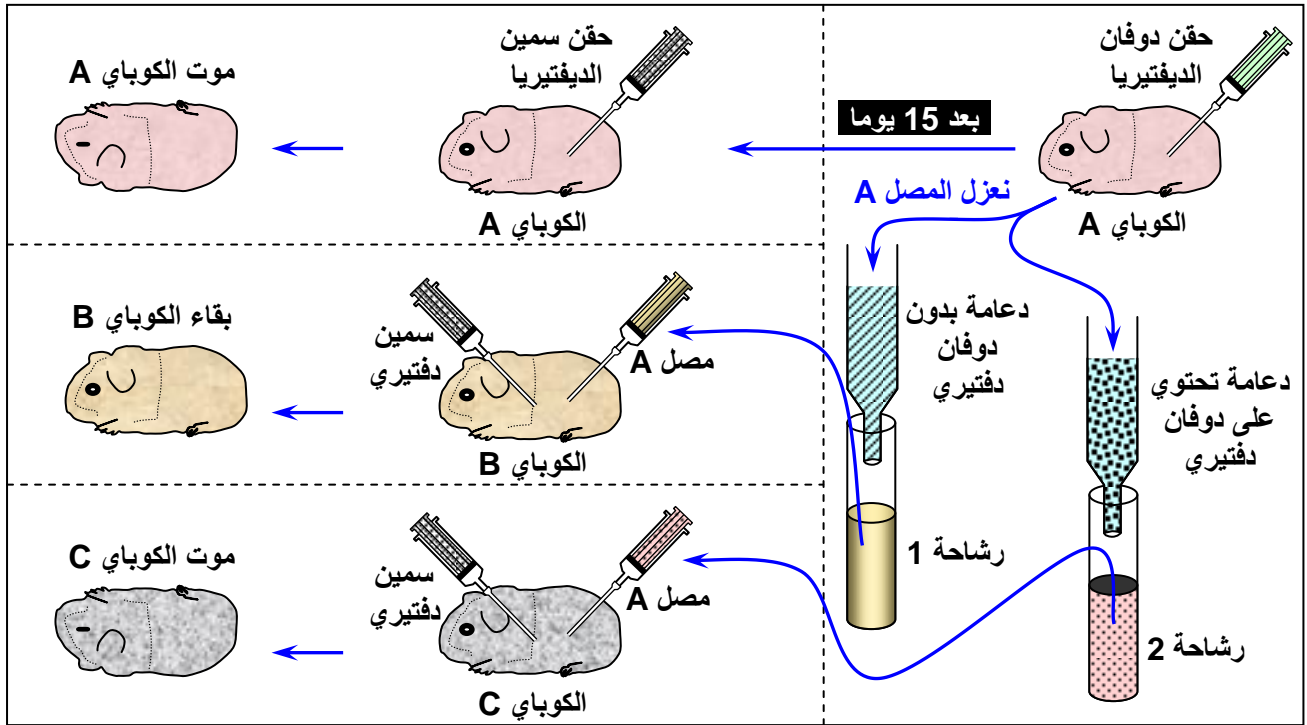 حقن دوفان
الديفتيريا
الكوباي A
بعد 15 يوما
نعزل المصل A
حقن سمين
الديفتيريا
الكوباي A
موت الكوباي A
دعامة بدون
دوفان
دفتيري
رشاحة 1
دعامة تحتوي
على دوفان
دفتيري
رشاحة 2
مصل A
سمين
دفتيري
الكوباي B
بقاء الكوباي B
مصل A
سمين
دفتيري
الكوباي C
موت الكوباي C